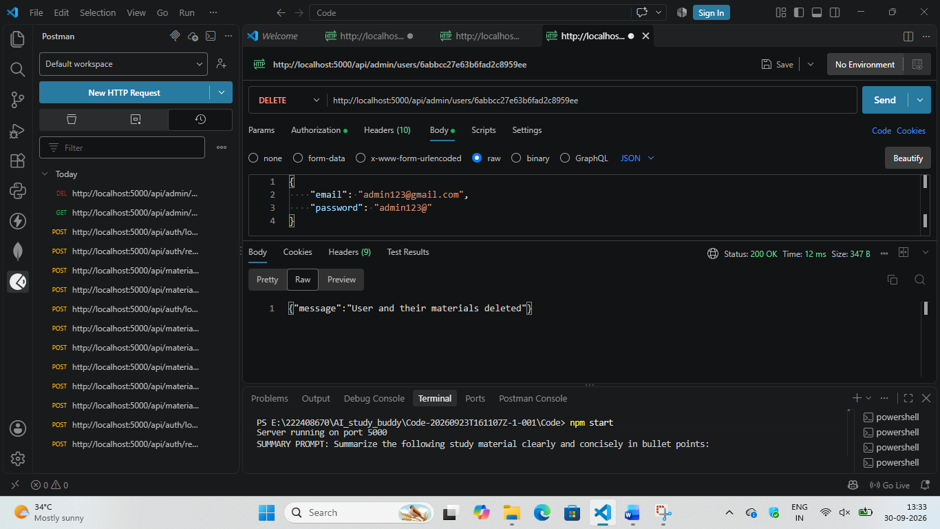 File Edit Selection View Go Run ··· Code Sign In
Postman
Welcome http://localhos... http://localhos... http://localhos...
Default workspace
http://localhost:5000/api/admin/users/6abbcc27e63b6fad2c8959ee Save No Environment
New HTTP Request
DELETE http://localhost:5000/api/admin/users/6abbcc27e63b6fad2c8959ee Send
Params Authorization Headers (10) Body Scripts Settings Code Cookies
Filter
none form-data x-www-form-urlencoded raw binary GraphQL JSON Beautify
Today
DEL http://localhost:5000/api/admin/...
GET http://localhost:5000/api/admin/...
POST http://localhost:5000/api/auth/lo...
POST http://localhost:5000/api/auth/re...
POST http://localhost:5000/api/materia...
POST http://localhost:5000/api/materia...
POST http://localhost:5000/api/auth/lo...
POST http://localhost:5000/api/materia...
POST http://localhost:5000/api/materia...
POST http://localhost:5000/api/materia...
POST http://localhost:5000/api/materia...
POST http://localhost:5000/api/materia...
POST http://localhost:5000/api/auth/lo...
POST http://localhost:5000/api/auth/re...
1 {
2 ····"email":·"admin123@gmail.com",
3 ····"password":·"admin123@"
4 }
Body Cookies Headers (9) Test Results Status: 200 OK Time: 12 ms Size: 347 B
Pretty Raw Preview
1 {"message":"User and their materials deleted"}
Problems Output Debug Console Terminal Ports Postman Console
PS E:\222408670\AI_study_buddy\Code-20260923T161107Z-1-001\Code> npm start
Server running on port 5000
SUMMARY PROMPT: Summarize the following study material clearly and concisely in bullet points:
powershell
powershell
powershell
powershell
0 0 Go Live
34°C
Mostly sunny
Search
ENG
IN
13:33
30-09-2026